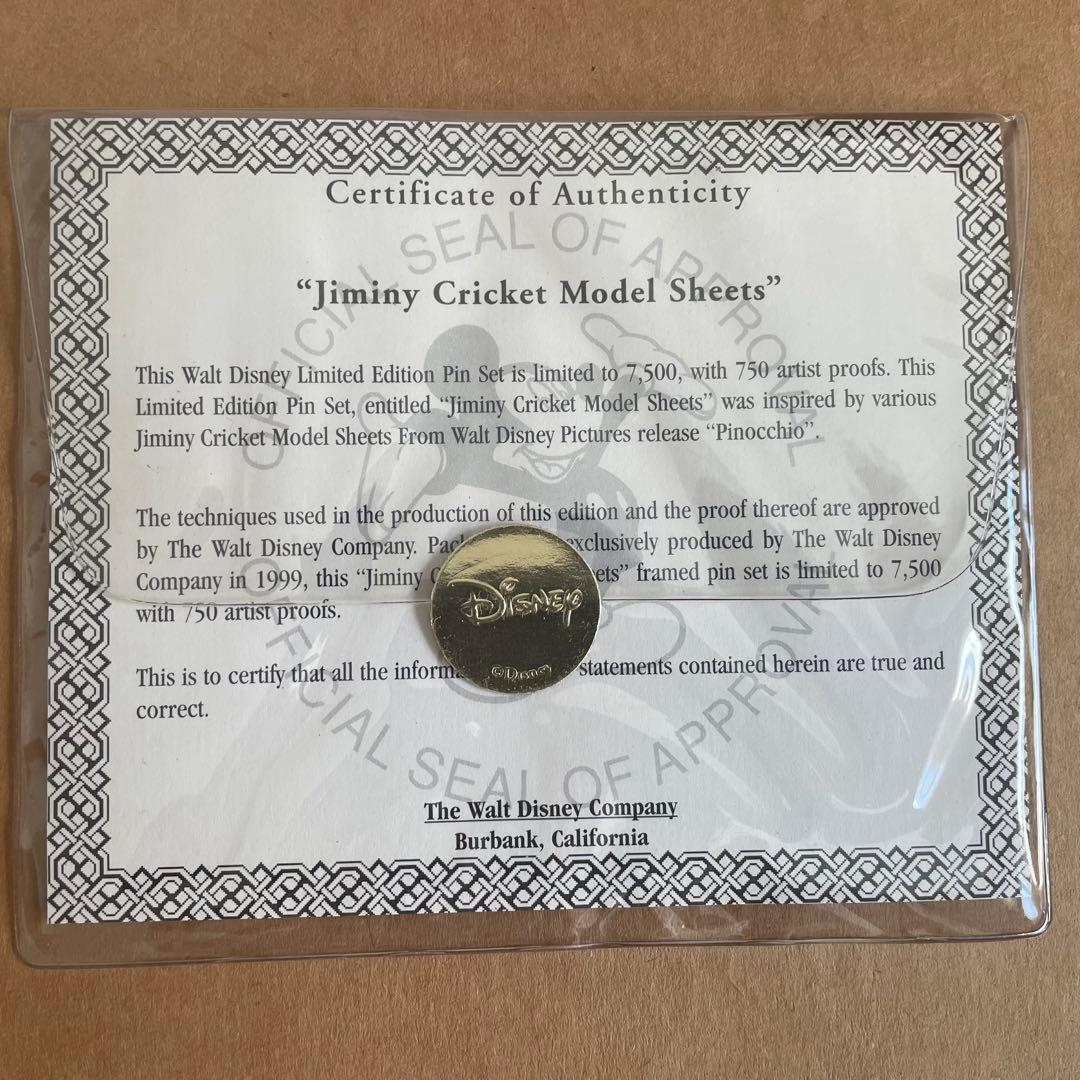 Certificate of Authenticity
OFFICIAL SEAL OF APPROVAL
“Jiminy Cricket Model Sheets”
This Walt Disney Limited Edition Pin Set is limited to 7,500, with 750 artist proofs. This
Limited Edition Pin Set, entitled “Jiminy Cricket Model Sheets” was inspired by various
Jiminy Cricket Model Sheets From Walt Disney Pictures release “Pinocchio”.
The techniques used in the production of this edition and the proof thereof are approved
by The Walt Disney Company. exclusively produced by The Walt Disney
Company in 1999, this “Jiminy framed pin set is limited to 7,500
with 750 artist proofs.
Disney
©Disney
This is to certify that all the statements contained herein are true and
correct.
OFFICIAL SEAL OF APPROVAL
The Walt Disney Company
Burbank, California